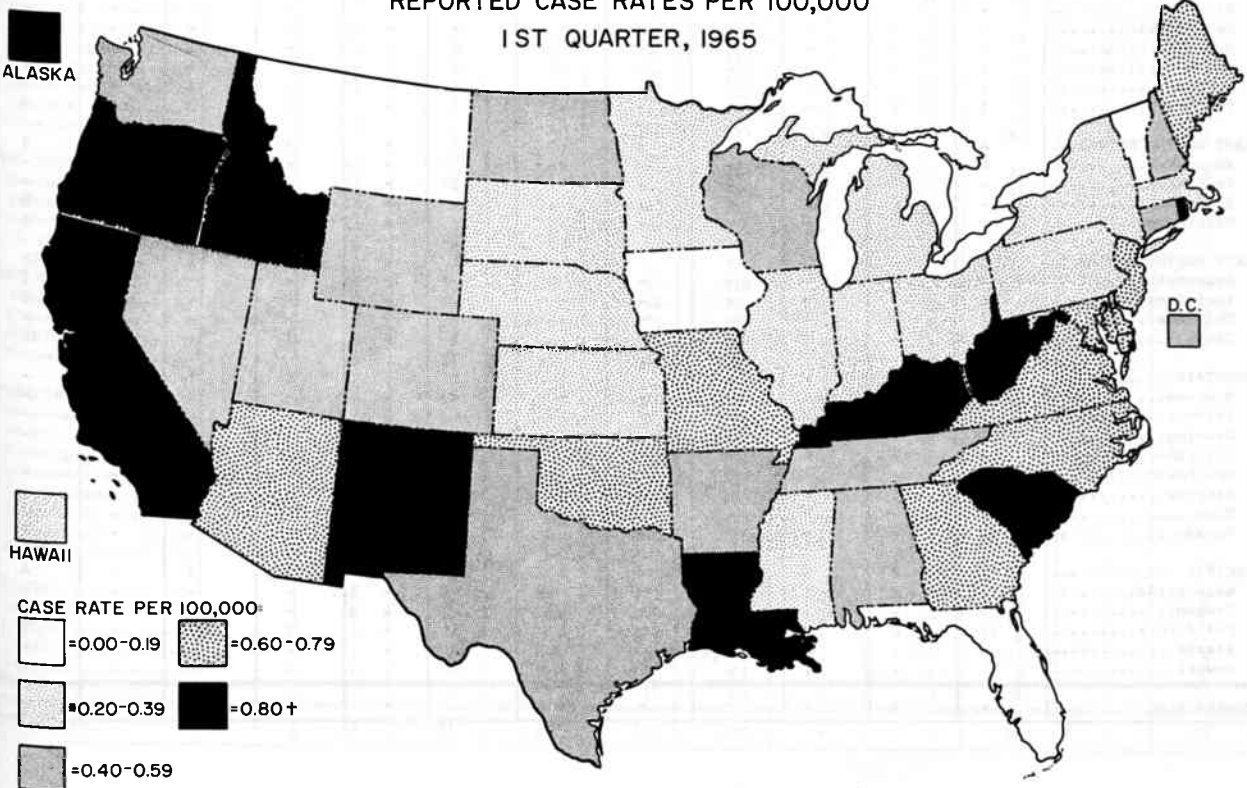 REPORTED CASE RATES PER 100,000
1ST QUARTER, 1965
ALASKA
D.C.
HAWAII
CASE RATE PER 100,000=
=0.00-0.19
=0.60-0.79
=0.20-0.39
=0.80+
=0.40-0.59